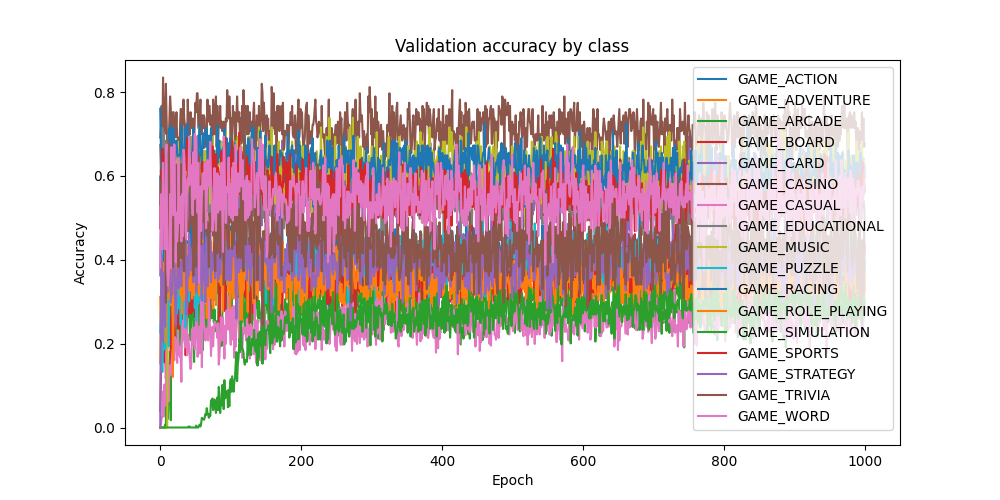 Validation accuracy by class
Accuracy
0.8
0.6
0.4
0.2
0.0
0
200
400
600
800
1000
Epoch
GAME_ACTION
GAME_ADVENTURE
GAME_ARCADE
GAME_BOARD
GAME_CARD
GAME_CASINO
GAME_CASUAL
GAME_EDUCATIONAL
GAME_MUSIC
GAME_PUZZLE
GAME_RACING
GAME_ROLE_PLAYING
GAME_SIMULATION
GAME_SPORTS
GAME_STRATEGY
GAME_TRIVIA
GAME_WORD